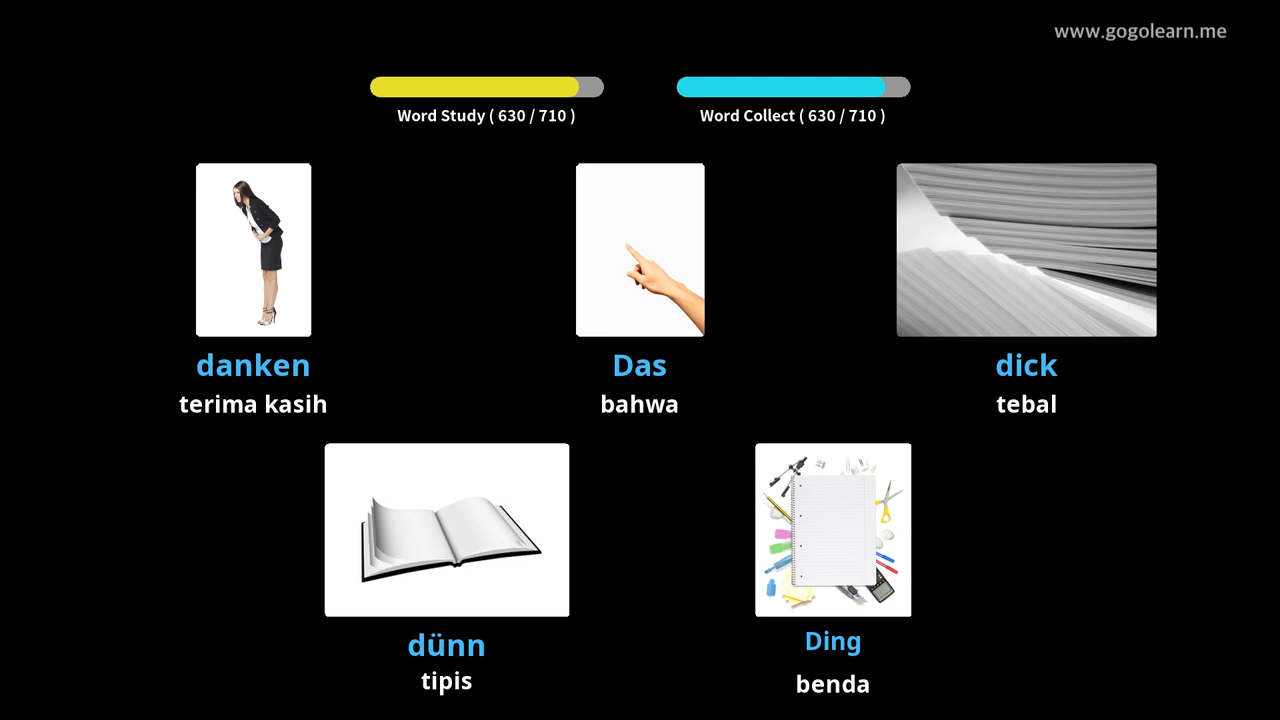 www.gogolearn.me
Word Study ( 630 / 710 )
Word Collect ( 630 / 710 )
danken
terima kasih
Das
bahwa
dick
tebal
dünn
tipis
Ding
benda